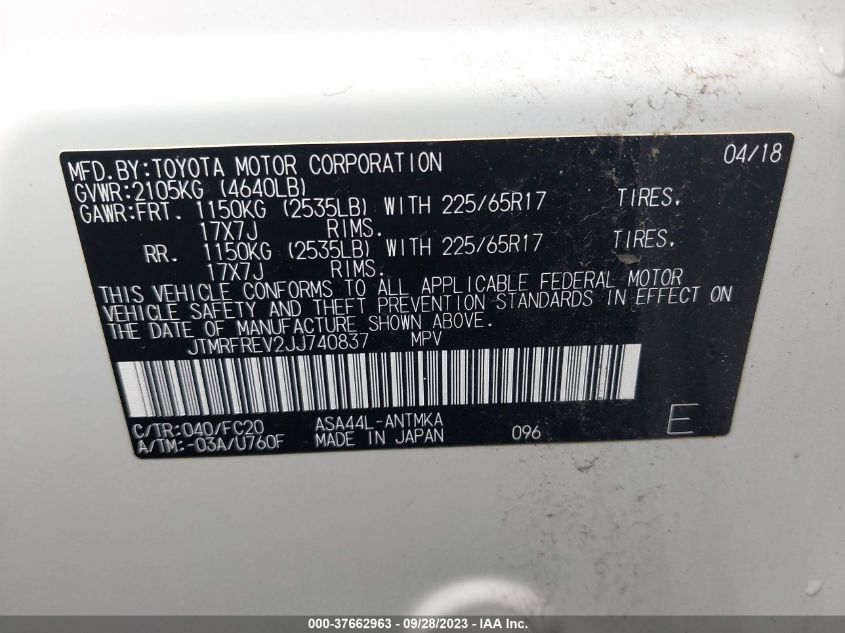 MFD.BY:TOYOTA MOTOR CORPORATION 04/18
GVWR:2105KG (4640LB)
GAWR:FRT. 1150KG (2535LB) WITH 225/65R17 TIRES.
17X7J RIMS.
RR. 1150KG (2535LB) WITH 225/65R17 TIRES.
17X7J RIMS.
THIS VEHICLE CONFORMS TO ALL APPLICABLE FEDERAL MOTOR
VEHICLE SAFETY AND THEFT PREVENTION STANDARDS IN EFFECT ON
THE DATE OF MANUFACTURE SHOWN ABOVE.
JTMRFREV2JJ740837 MPV
C/TR:040/FC20 ASA44L-ANTMKA
A/TM:-03A/U760F MADE IN JAPAN 096 E
000-37662963 - 09/28/2023 - IAAI.com - IAA Inc.